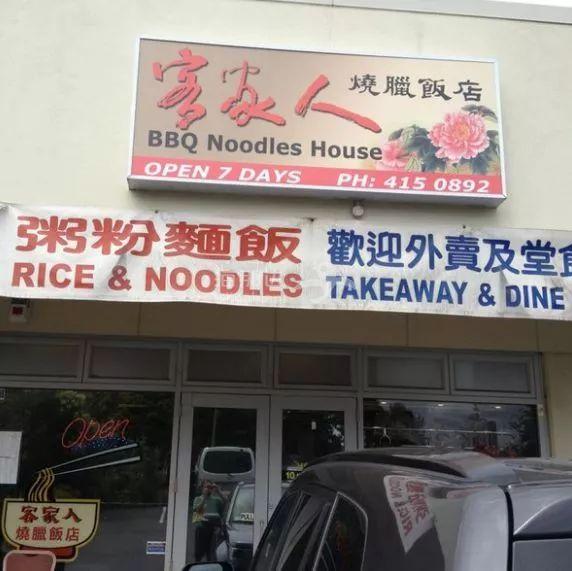 客家人 燒臘飯店
BBQ Noodles House
OPEN 7 DAYS PH: 415 0892
粥粉麵飯 歡迎外賣及堂食
RICE & NOODLES TAKEAWAY & DINE
Open
客家人
燒臘飯店